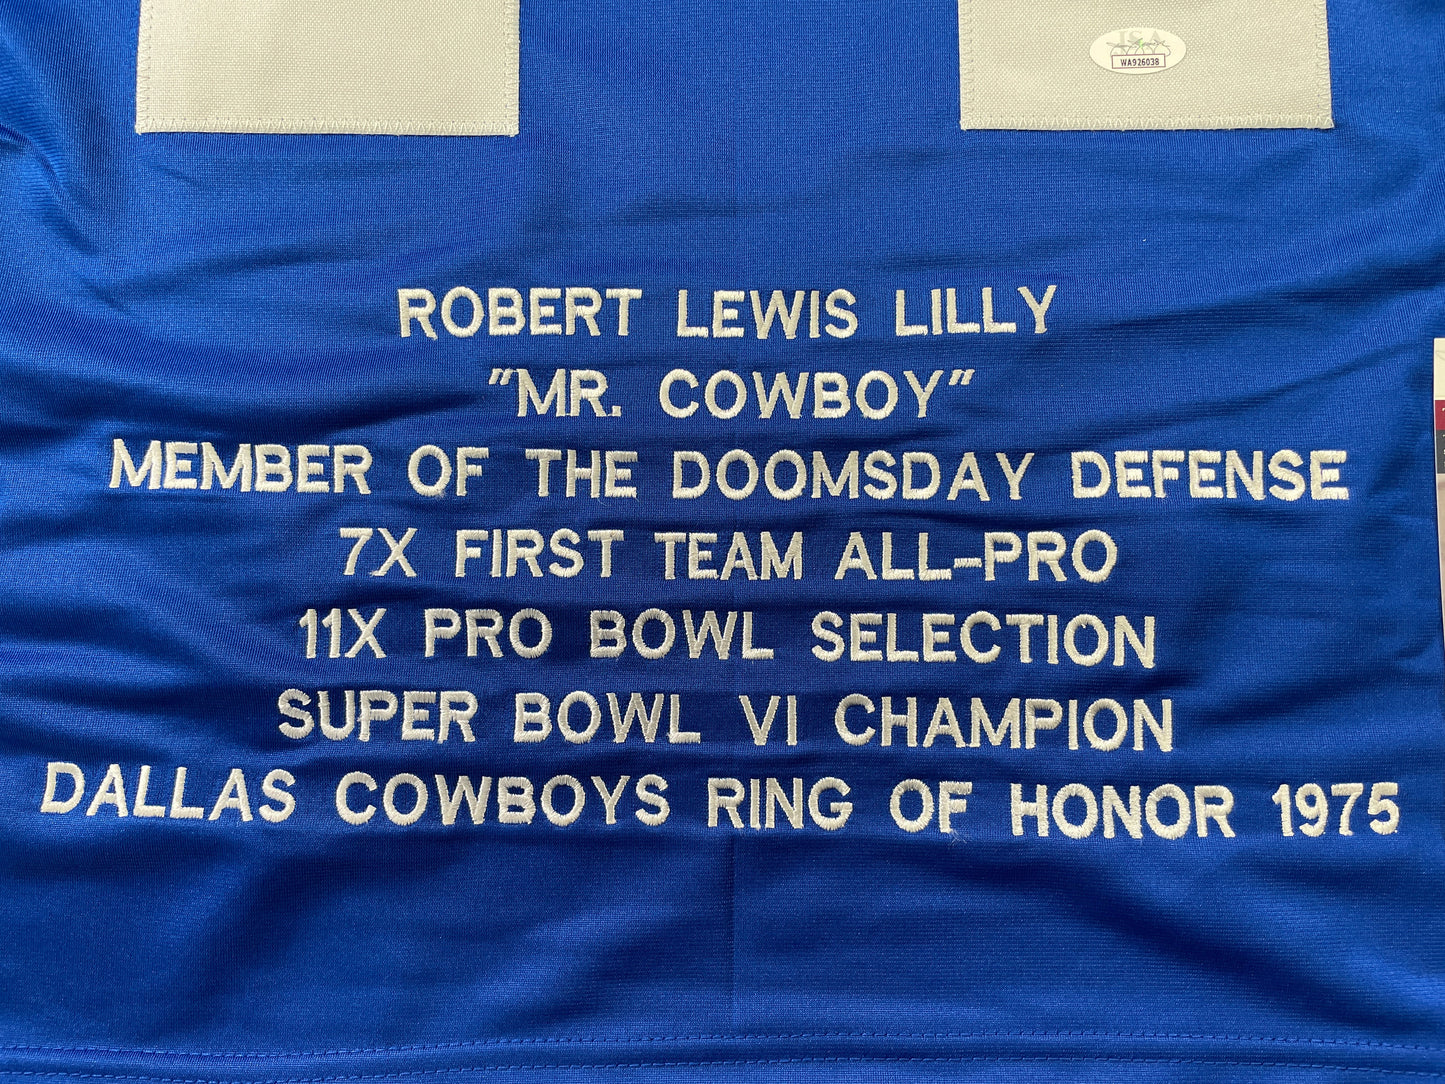 JSA
WA926038
ROBERT LEWIS LILLY
"MR. COWBOY"
MEMBER OF THE DOOMSDAY DEFENSE
7X FIRST TEAM ALL-PRO
11X PRO BOWL SELECTION
SUPER BOWL VI CHAMPION
DALLAS COWBOYS RING OF HONOR 1975